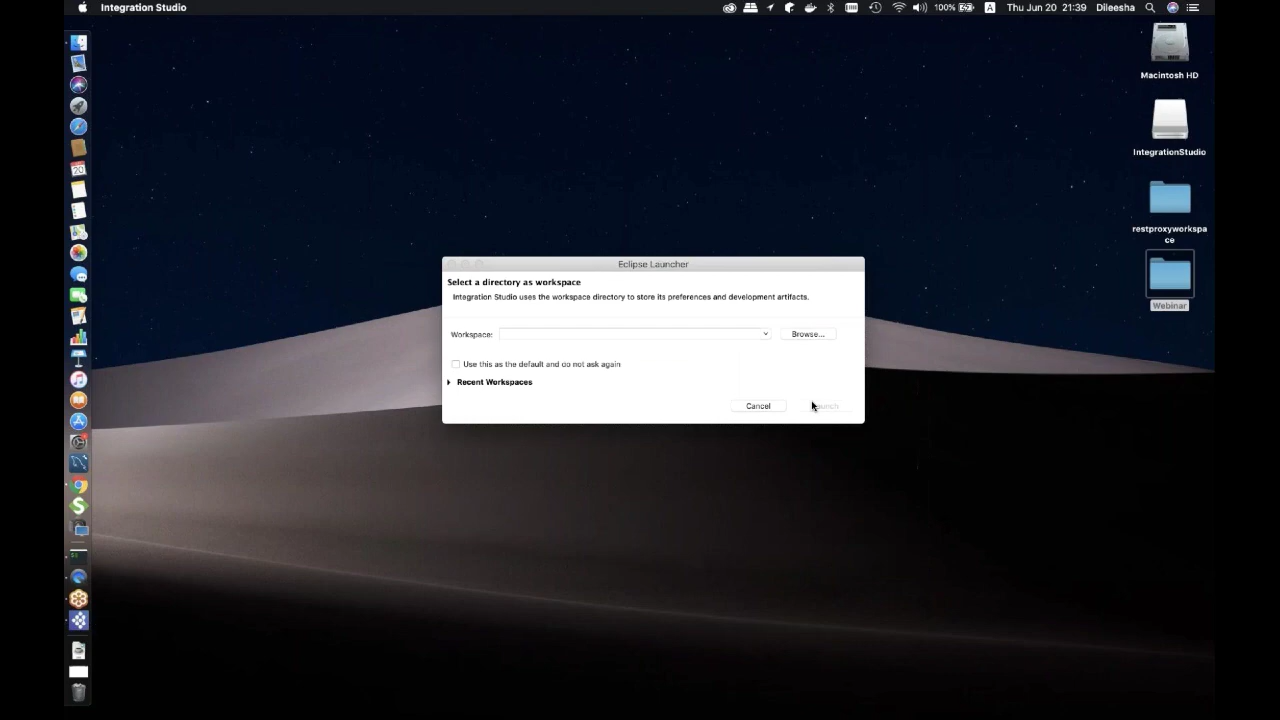 Integration Studio
100%
A
Thu Jun 20 21:39
Dileesha
Macintosh HD
IntegrationStudio
restproxyworkspa
ce
Webinar
Eclipse Launcher
Select a directory as workspace
Integration Studio uses the workspace directory to store its preferences and development artifacts.
Workspace:
Browse...
Use this as the default and do not ask again
Recent Workspaces
Cancel
20